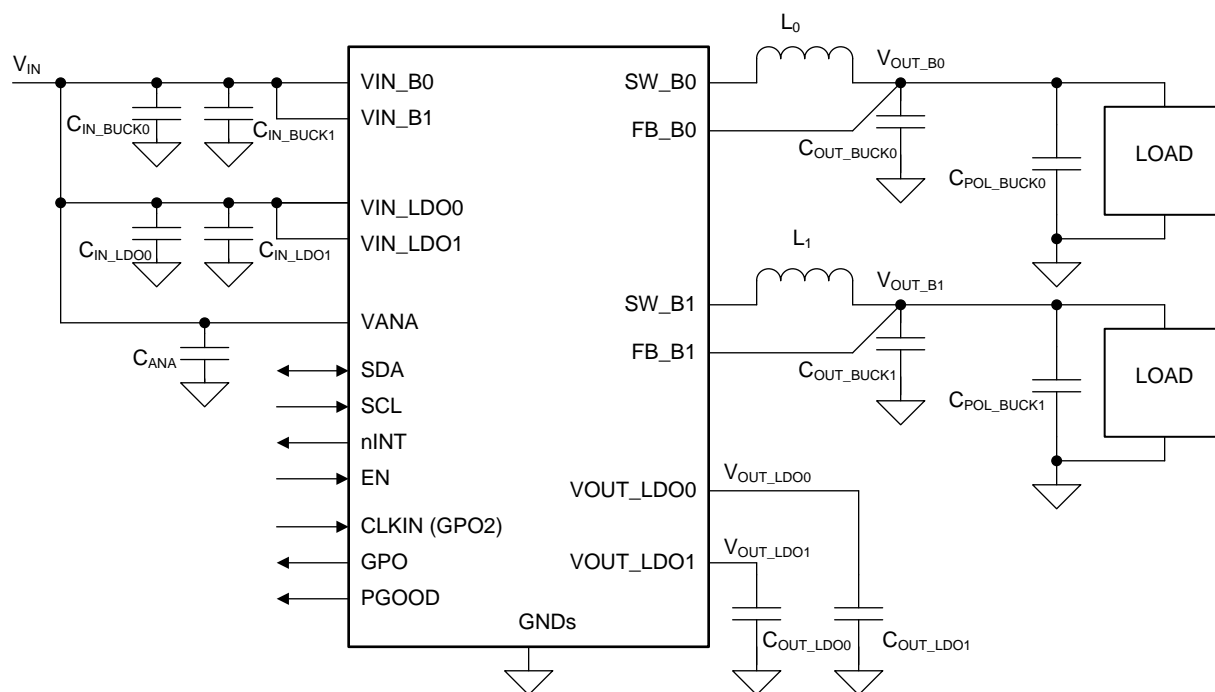 L0
VIN
VOUT_B0
VIN_B0
SW_B0
CIN_BUCK0
CIN_BUCK1
VIN_B1
FB_B0
COUT_BUCK0
LOAD
CPOL_BUCK0
VIN_LDO0
CIN_LDO0
CIN_LDO1
VIN_LDO1
L1
VOUT_B1
SW_B1
VANA
CANA
FB_B1
COUT_BUCK1
LOAD
CPOL_BUCK1
SDA
SCL
nINT
EN
VOUT_LDO0
VOUT_LDO0
CLKIN (GPO2)
GPO
VOUT_LDO1
VOUT_LDO1
PGOOD
GNDs
COUT_LDO0
COUT_LDO1